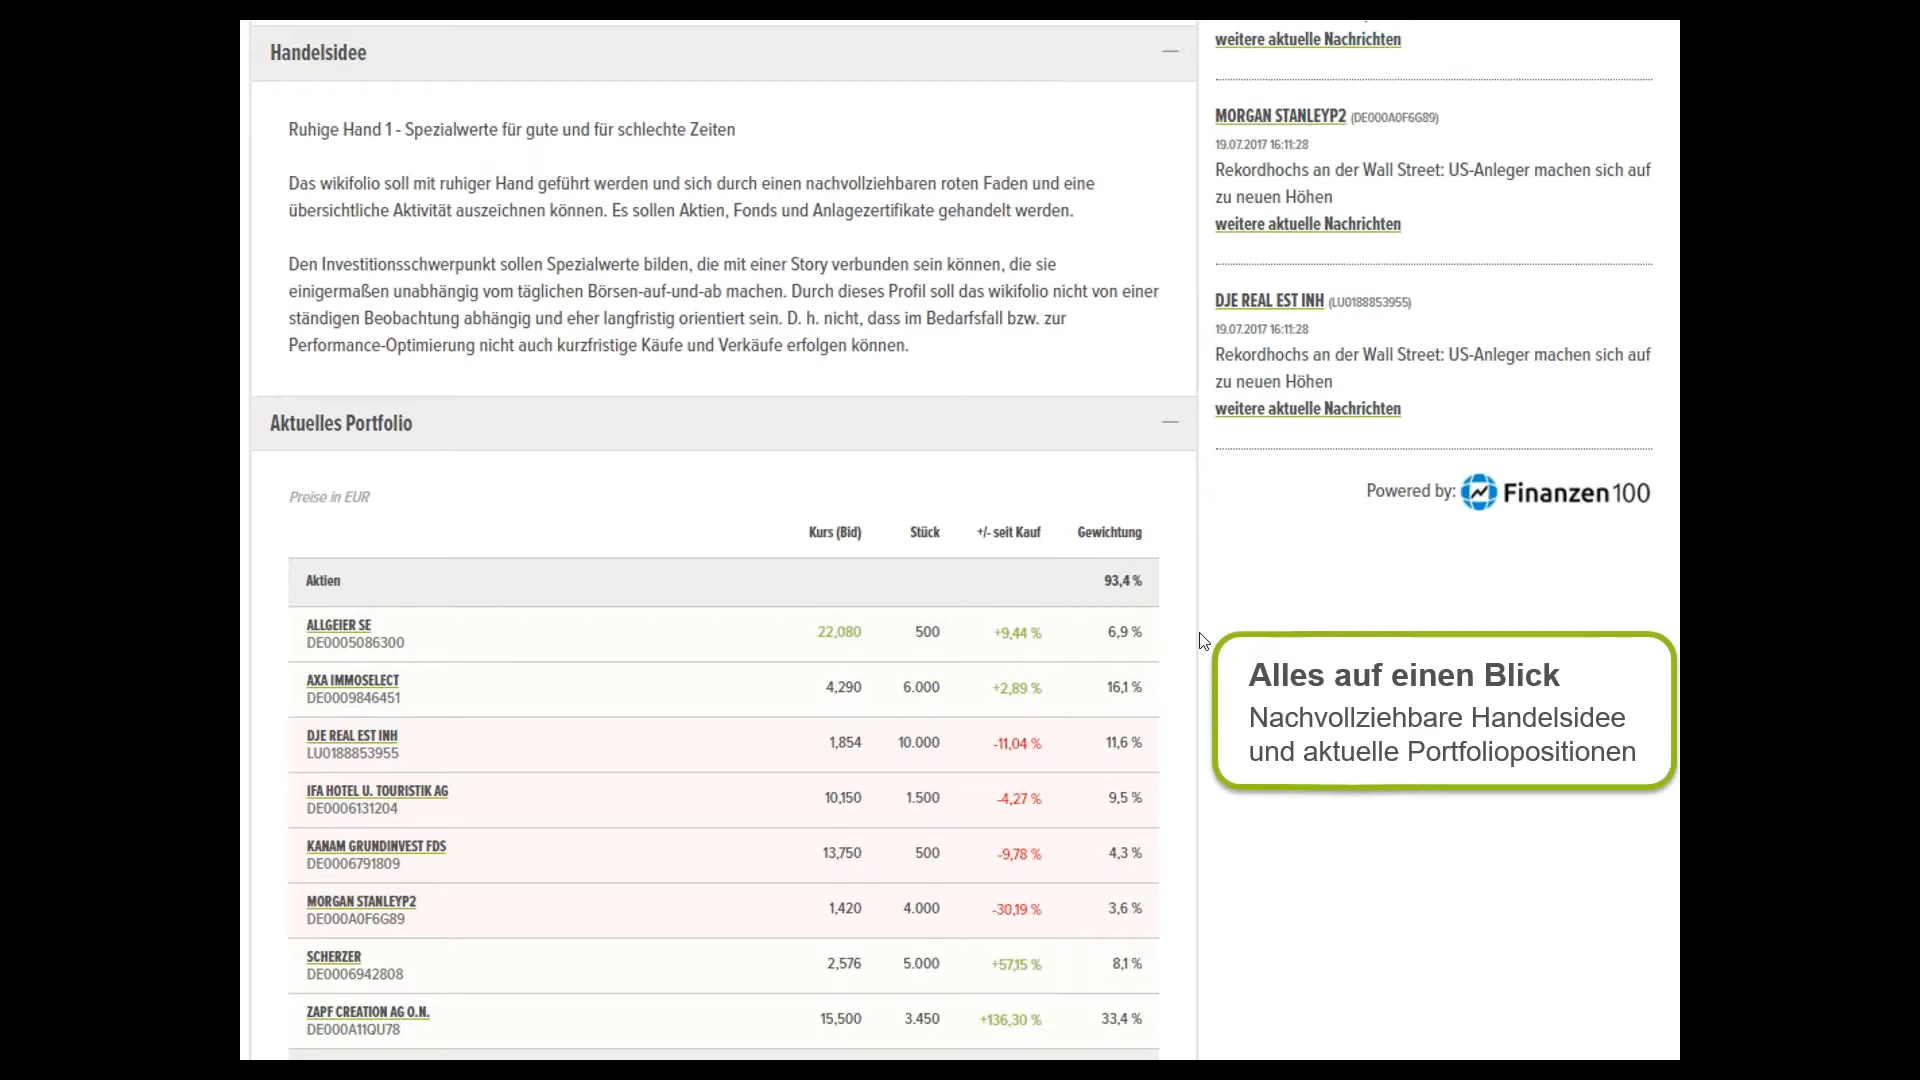 Handelsidee
Ruhige Hand 1 - Spezialwerte für gute und für schlechte Zeiten
Das wikifolio soll mit ruhiger Hand geführt werden und sich durch einen nachvollziehbaren roten Faden und eine
übersichtliche Aktivität auszeichnen können. Es sollen Aktien, Fonds und Anlagezertifikate gehandelt werden.
Den Investitionsschwerpunkt sollen Spezialwerte bilden, die mit einer Story verbunden sein können, die sie
einigermaßen unabhängig vom täglichen Börsen-auf-und-ab machen. Durch dieses Profil soll das wikifolio nicht von einer
ständigen Beobachtung abhängig und eher langfristig orientiert sein. D. h. nicht, dass im Bedarfsfall bzw. zur
Performance-Optimierung nicht auch kurzfristige Käufe und Verkäufe erfolgen können.
Aktuelles Portfolio
Preise in EUR
Kurs (Bid) Stück +/- seit Kauf Gewichtung
Aktien 93,4 %
ALLGEIER SE
DE0005086300
22,080 500 +9,44 % 6,9 %
AXA IMMOSELECT
DE0009846451
4,290 6.000 +2,89 % 16,1 %
DJE REAL EST INH
LU0188853955
1,854 10.000 -11,04 % 11,6 %
IFA HOTEL U. TOURISTIK AG
DE0006131204
10,150 1.500 -4,27 % 9,5 %
KANAM GRUNDINVEST FDS
DE0006791809
13,750 500 -9,78 % 4,3 %
MORGAN STANLEYP2
DE000A0F6G89
1,420 4.000 -30,19 % 3,6 %
SCHERZER
DE0006942808
2,576 5.000 +57,15 % 8,1 %
ZAPF CREATION AG O.N.
DE000A11QU78
15,500 3.450 +136,30 % 33,4 %
weitere aktuelle Nachrichten
MORGAN STANLEYP2 (DE000A0F6G89)
19.07.2017 16:11:28
Rekordhochs an der Wall Street: US-Anleger machen sich auf
zu neuen Höhen
weitere aktuelle Nachrichten
DJE REAL EST INH (LU0188853955)
19.07.2017 16:11:28
Rekordhochs an der Wall Street: US-Anleger machen sich auf
zu neuen Höhen
weitere aktuelle Nachrichten
Powered by: Finanzen100
Alles auf einen Blick
Nachvollziehbare Handelsidee
und aktuelle Portfoliopositionen